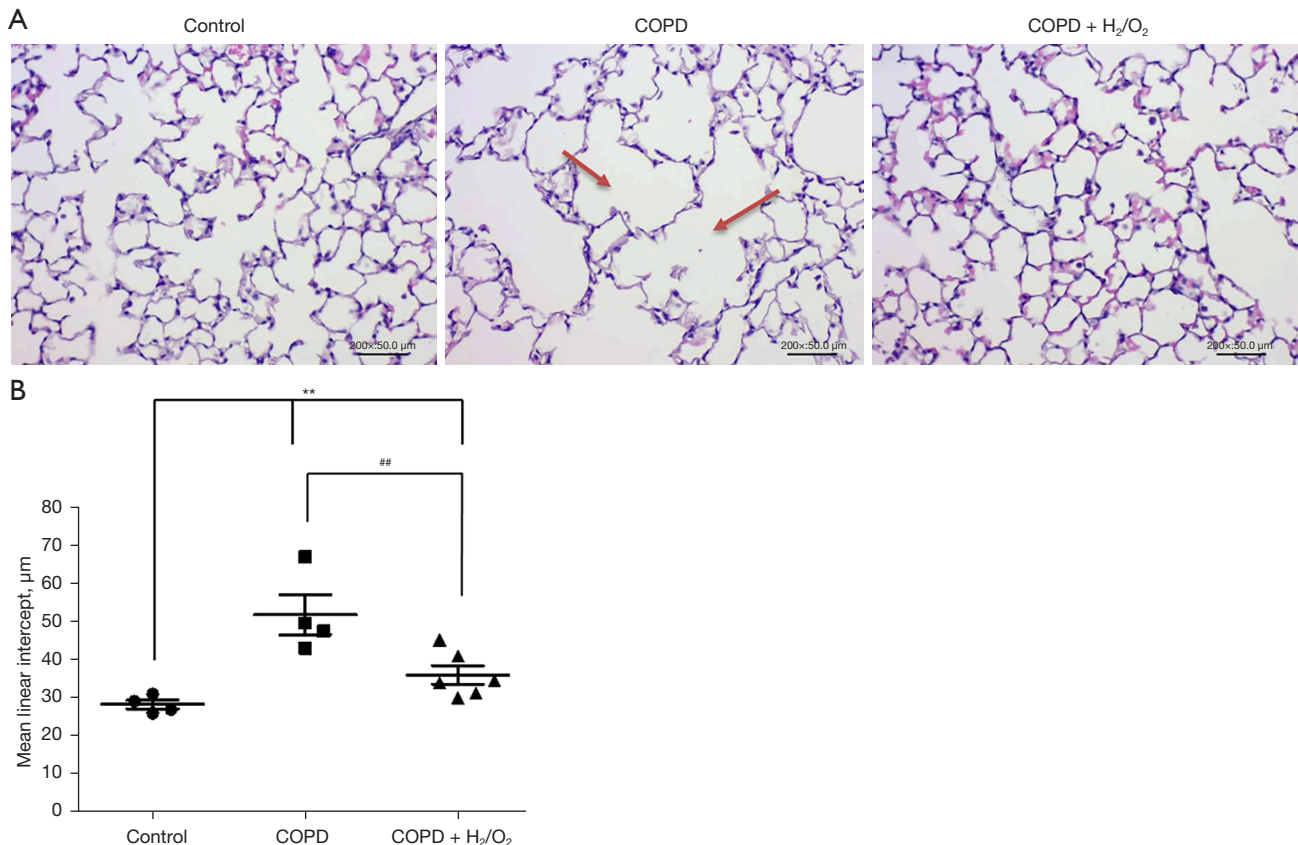 A
Control
COPD
COPD + H₂/O₂
200×:50.0 μm
200×:50.0 μm
200×:50.0 μm
B
**
##
80
70
60
50
40
30
20
10
0
Mean linear intercept, μm
Control
COPD
COPD + H₂/O₂